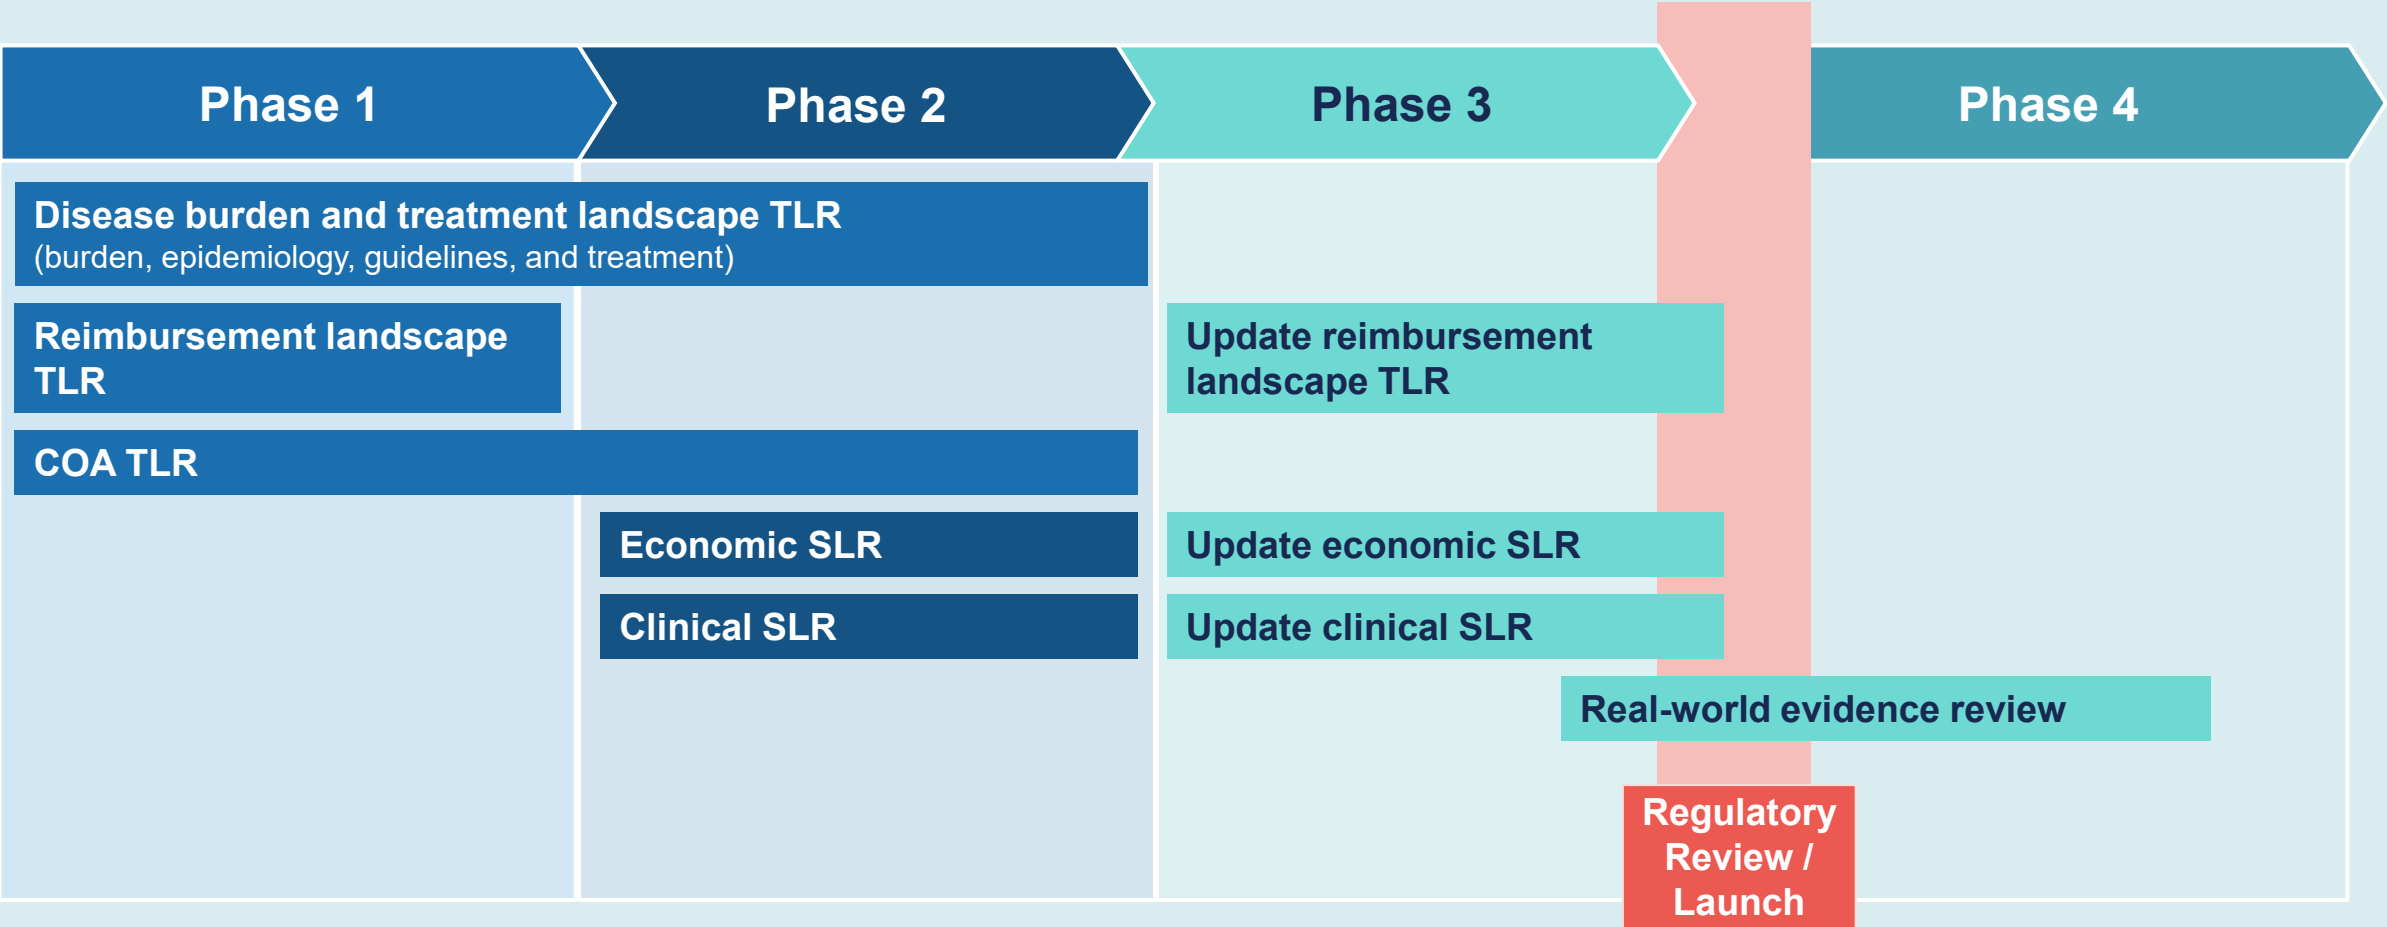 Phase 1
Phase 2
Phase 3
Phase 4
Disease burden and treatment landscape TLR
(burden, epidemiology, guidelines, and treatment)
Reimbursement landscape
TLR
Update reimbursement
landscape TLR
COA TLR
Economic SLR
Update economic SLR
Clinical SLR
Update clinical SLR
Real-world evidence review
Regulatory
Review /
Launch